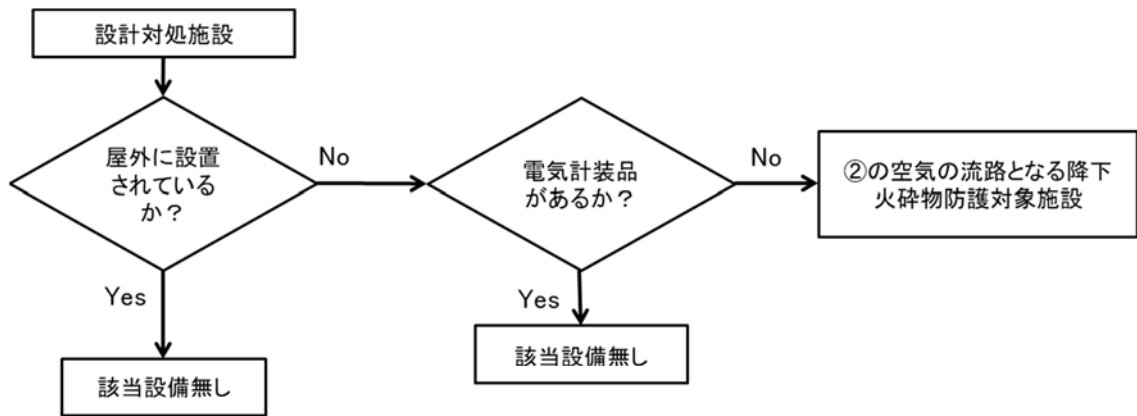 設計対処施設
屋外に設置
されている
か？
No
電気計装品
があるか？
No
②の空気の流路となる降下
火砕物防護対象施設
Yes
該当設備無し
Yes
該当設備無し